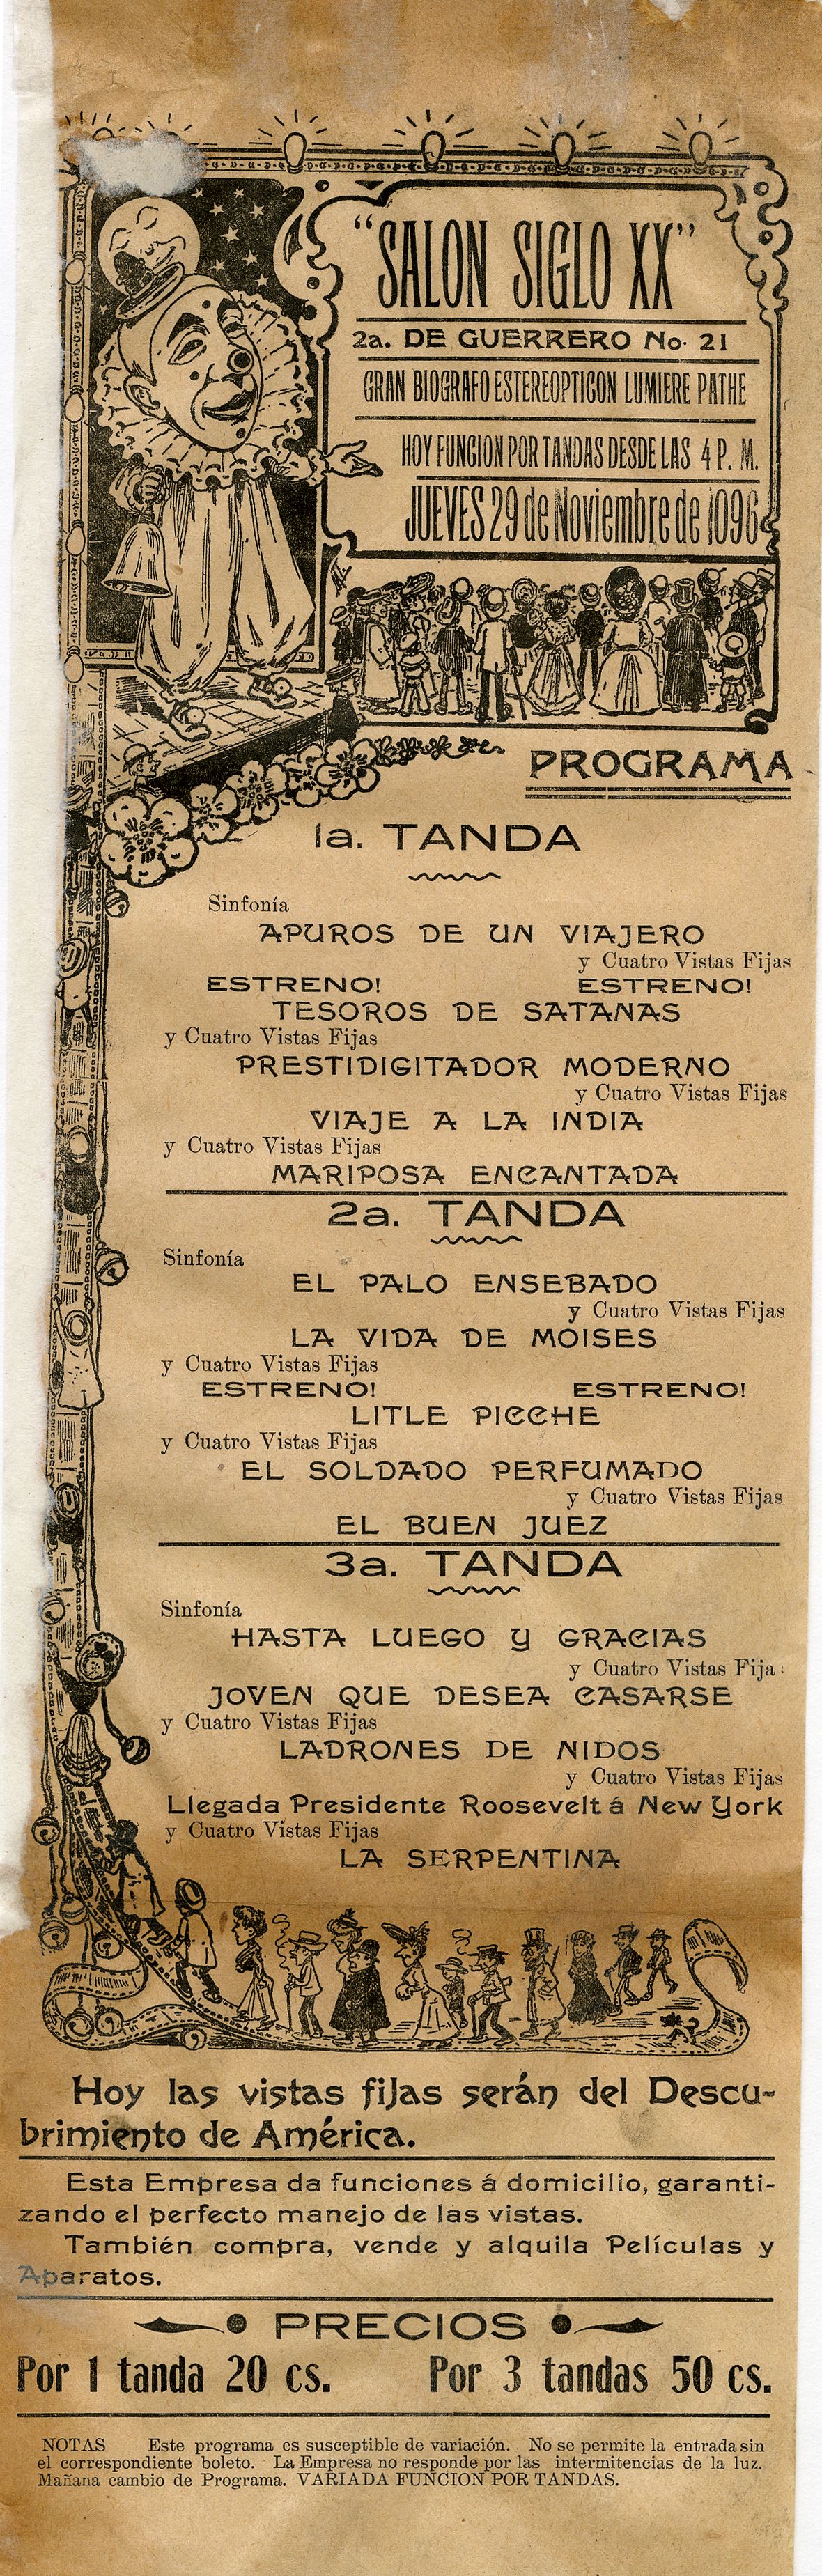 "SALON SIGLO XX"
2a. DE GUERRERO No. 21
GRAN BIOGRAFO ESTEREOPTICON LUMIERE PATHE
HOY FUNCION POR TANDAS DESDE LAS 4 P. M.
JUEVES 29 de Noviembre de 1096
PROGRAMA
1a. TANDA
Sinfonía
APUROS DE UN VIAJERO
y Cuatro Vistas Fijas
ESTRENO! ESTRENO!
TESOROS DE SATANAS
y Cuatro Vistas Fijas
PRESTIDIGITADOR MODERNO
y Cuatro Vistas Fijas
VIAJE A LA INDIA
y Cuatro Vistas Fijas
MARIPOSA ENCANTADA
2a. TANDA
Sinfonía
EL PALO ENSEBADO
y Cuatro Vistas Fijas
LA VIDA DE MOISES
y Cuatro Vistas Fijas
ESTRENO! ESTRENO!
LITLE PICCHE
y Cuatro Vistas Fijas
EL SOLDADO PERFUMADO
y Cuatro Vistas Fijas
EL BUEN JUEZ
3a. TANDA
Sinfonía
HASTA LUEGO Y GRACIAS
y Cuatro Vistas Fija
JOVEN QUE DESEA CASARSE
y Cuatro Vistas Fijas
LADRONES DE NIDOS
y Cuatro Vistas Fijas
Llegada Presidente Roosevelt á New York
y Cuatro Vistas Fijas
LA SERPENTINA
Hoy las vistas fijas serán del Descu-
brimiento de América.
Esta Empresa da funciones á domicilio, garanti-
zando el perfecto manejo de las vistas.
También compra, vende y alquila Películas y
Aparatos.
PRECIOS
Por 1 tanda 20 cs. Por 3 tandas 50 cs.
NOTAS Este programa es susceptible de variación. No se permite la entrada sin
el correspondiente boleto. La Empresa no responde por las intermitencias de la luz.
Mañana cambio de Programa. VARIADA FUNCION POR TANDAS.